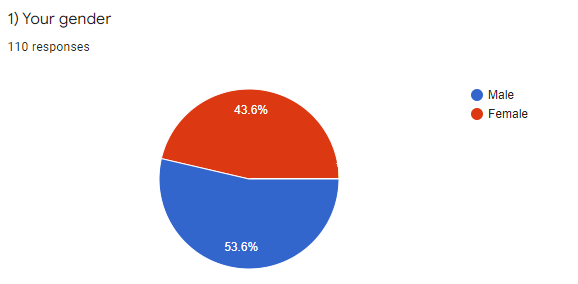 1) Your gender
110 responses
43.6%
53.6%
Male
Female